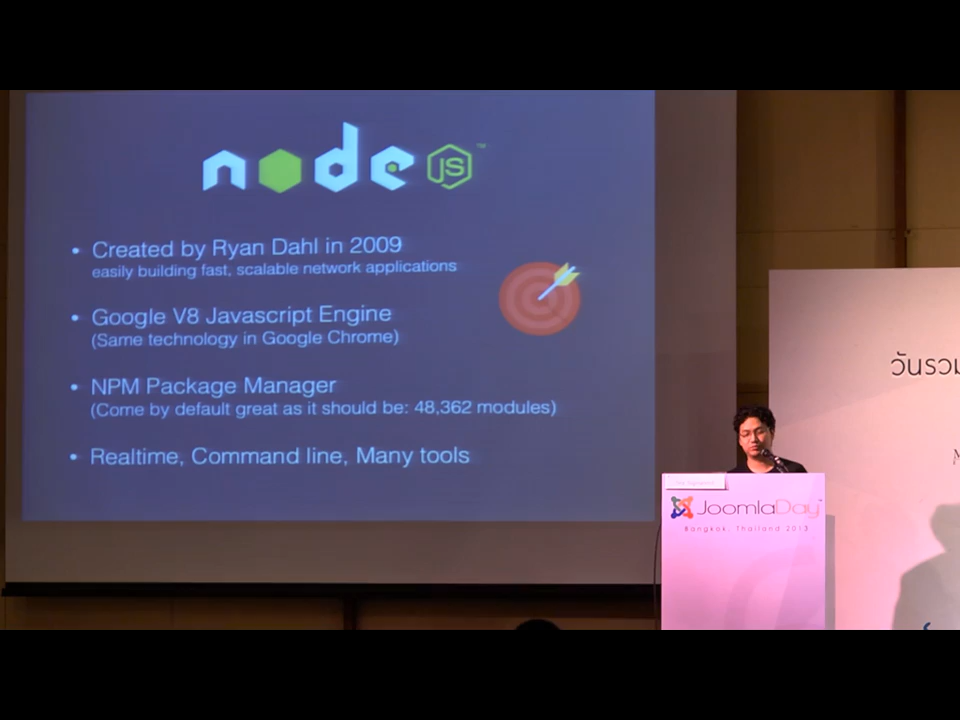 node JS ™
• Created by Ryan Dahl in 2009
easily building fast, scalable network applications
• Google V8 Javascript Engine
(Same technology in Google Chrome)
• NPM Package Manager
(Come by default great as it should be: 48,362 modules)
• Realtime, Command line, Many tools
วันรวม
M
JoomlaDay™
Bangkok, Thailand 2013